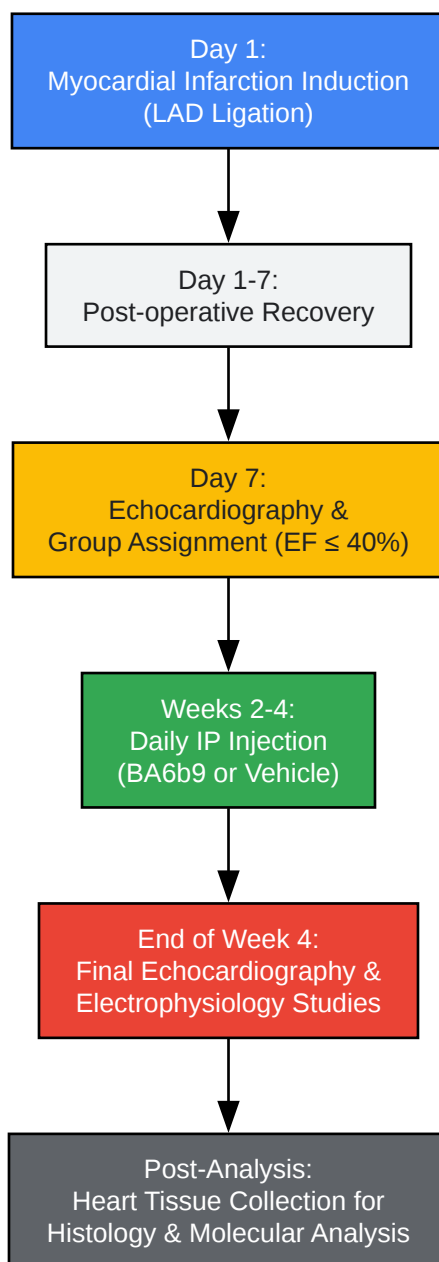 Day 1:
Myocardial Infarction Induction
(LAD Ligation)
Day 1-7:
Post-operative Recovery
Day 7:
Echocardiography &
Group Assignment (EF ≤ 40%)
Weeks 2-4:
Daily IP Injection
(BA6b9 or Vehicle)
End of Week 4:
Final Echocardiography &
Electrophysiology Studies
Post-Analysis:
Heart Tissue Collection for
Histology & Molecular Analysis